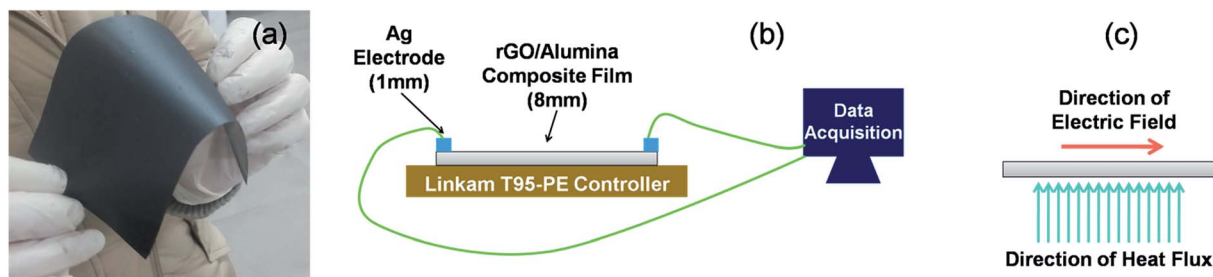 (a)
Ag
Electrode
(1mm)
rGO/Alumina
Composite Film
(8mm)
(b)
Data
Acquisition
Linkam T95-PE Controller
(c)
Direction of
Electric Field
Direction of Heat Flux